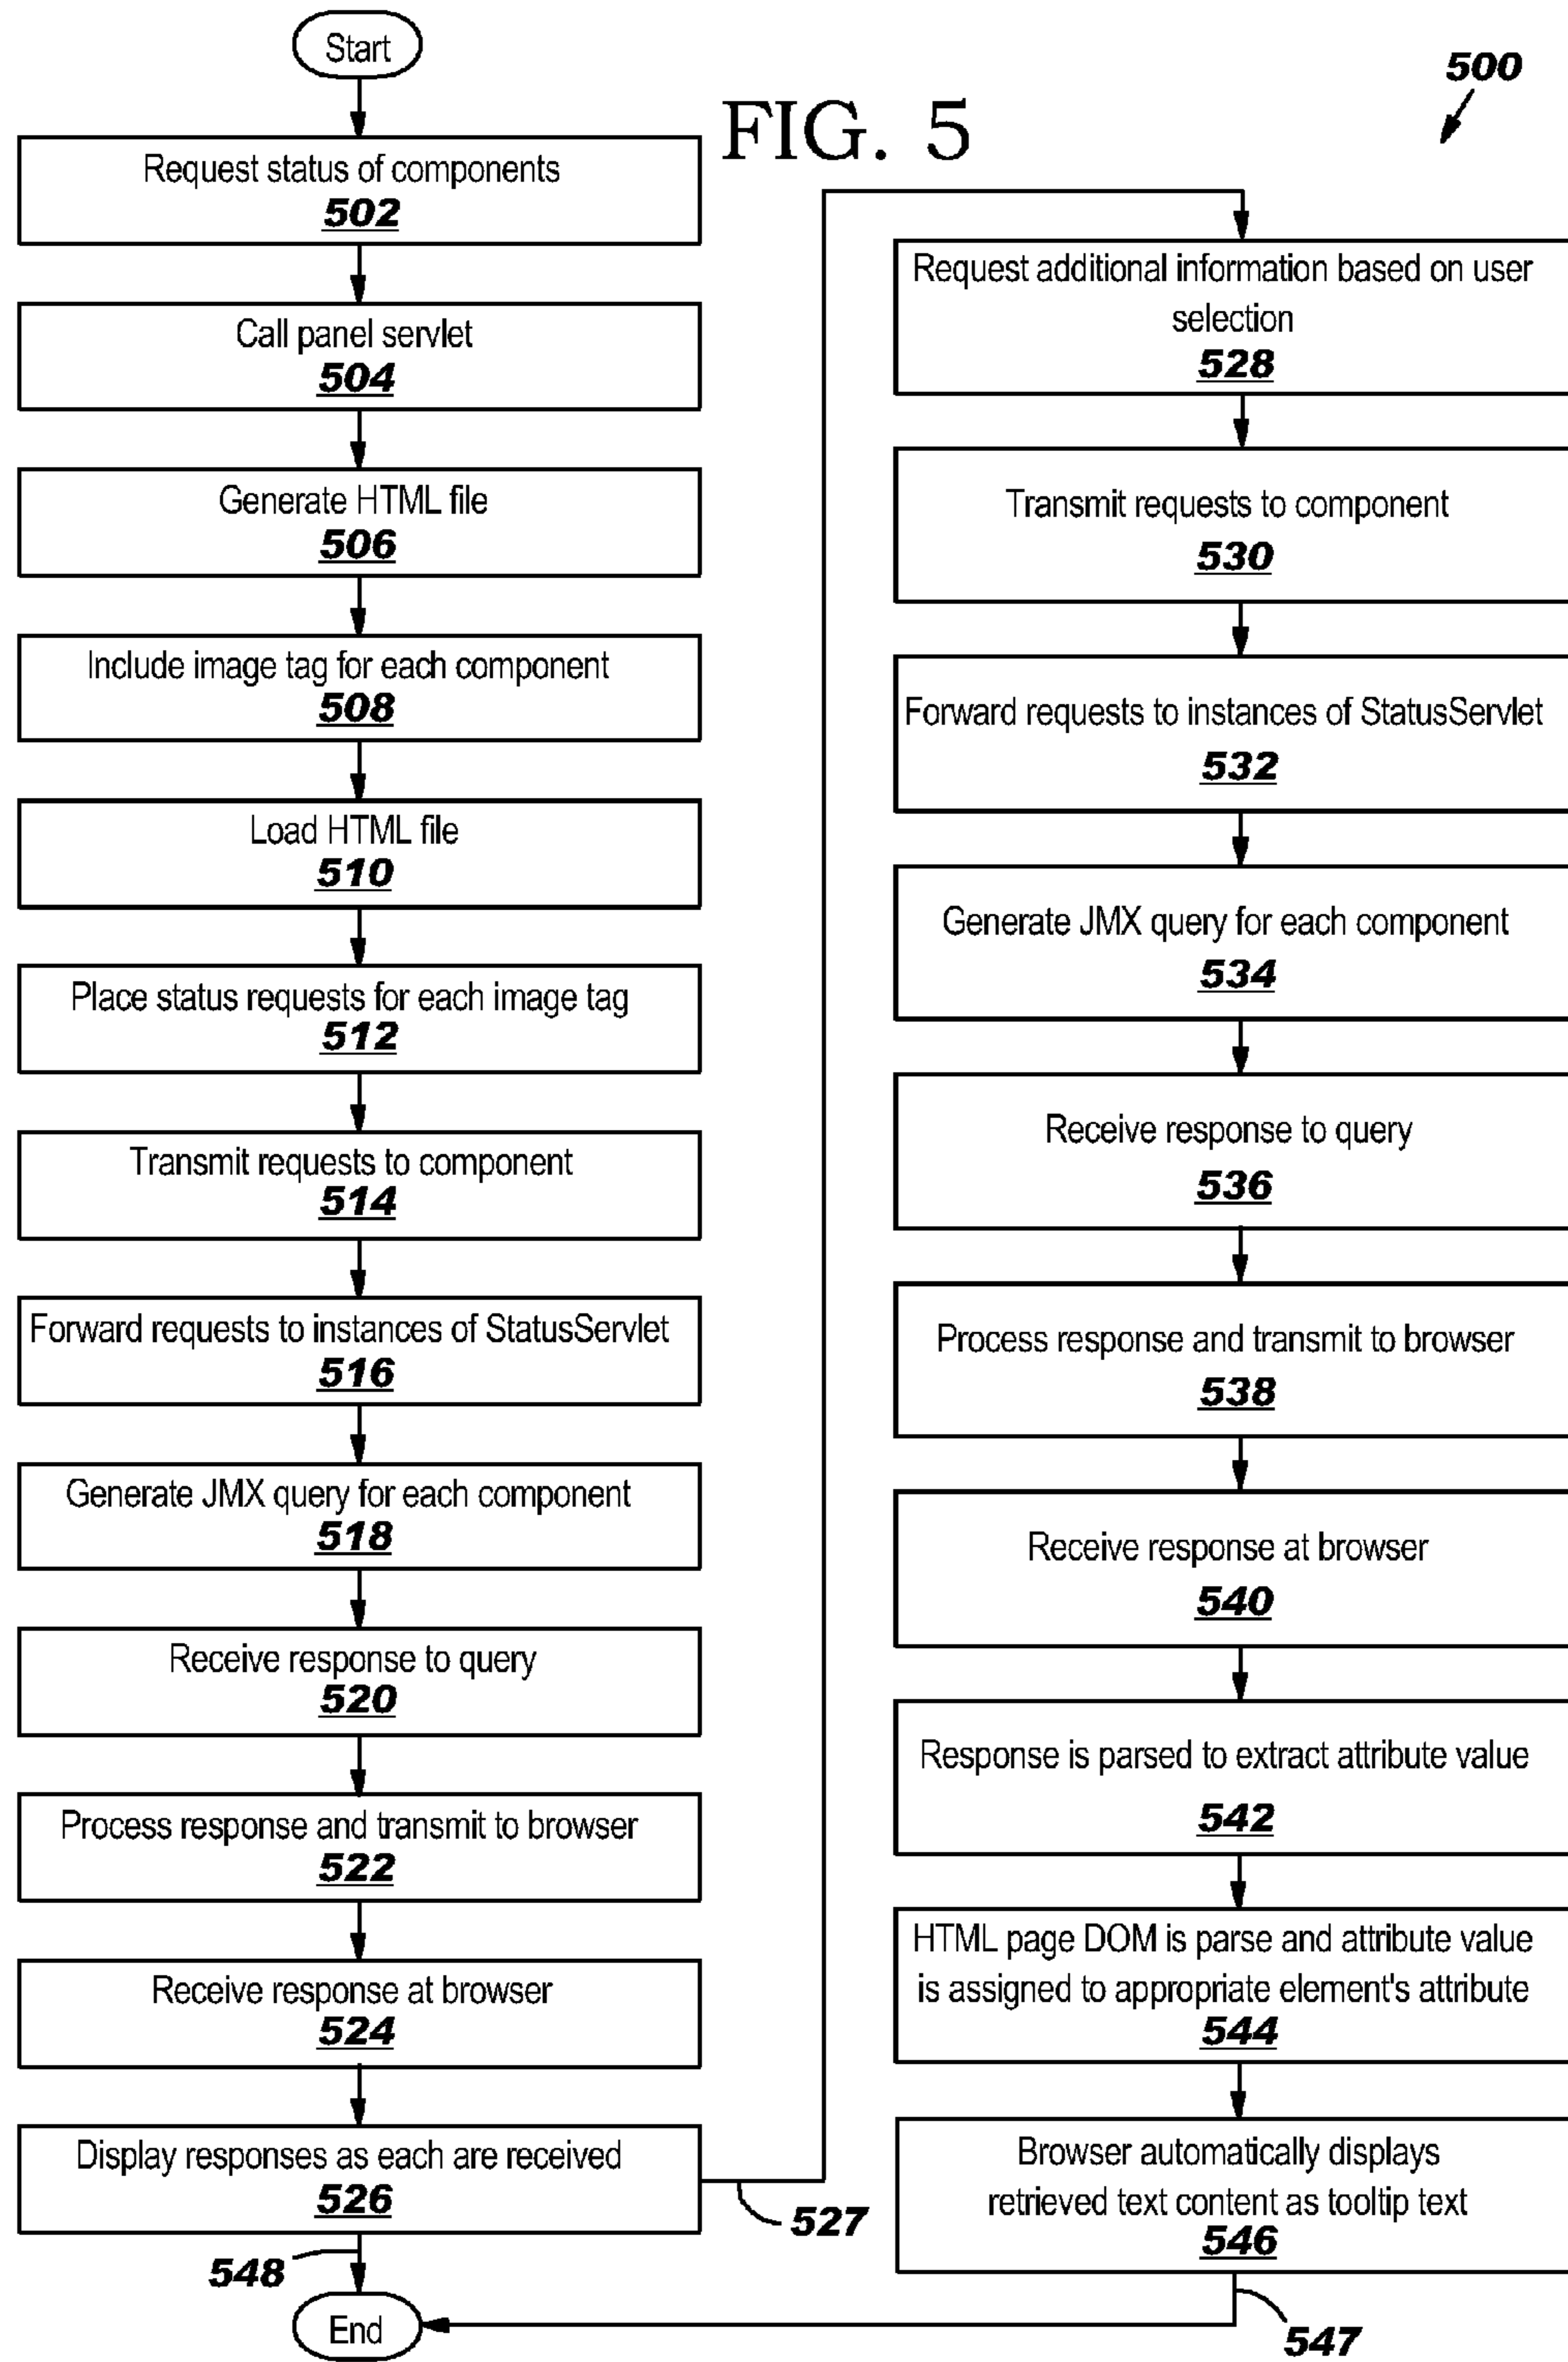 Start
FIG. 5
500
Request status of components
502
Call panel servlet
504
Generate HTML file
506
Include image tag for each component
508
Load HTML file
510
Place status requests for each image tag
512
Transmit requests to component
514
Forward requests to instances of StatusServlet
516
Generate JMX query for each component
518
Receive response to query
520
Process response and transmit to browser
522
Receive response at browser
524
Display responses as each are received
526
527
548
End
Request additional information based on user
selection
528
Transmit requests to component
530
Forward requests to instances of StatusServlet
532
Generate JMX query for each component
534
Receive response to query
536
Process response and transmit to browser
538
Receive response at browser
540
Response is parsed to extract attribute value
542
HTML page DOM is parse and attribute value
is assigned to appropriate element's attribute
544
Browser automatically displays
retrieved text content as tooltip text
546
547